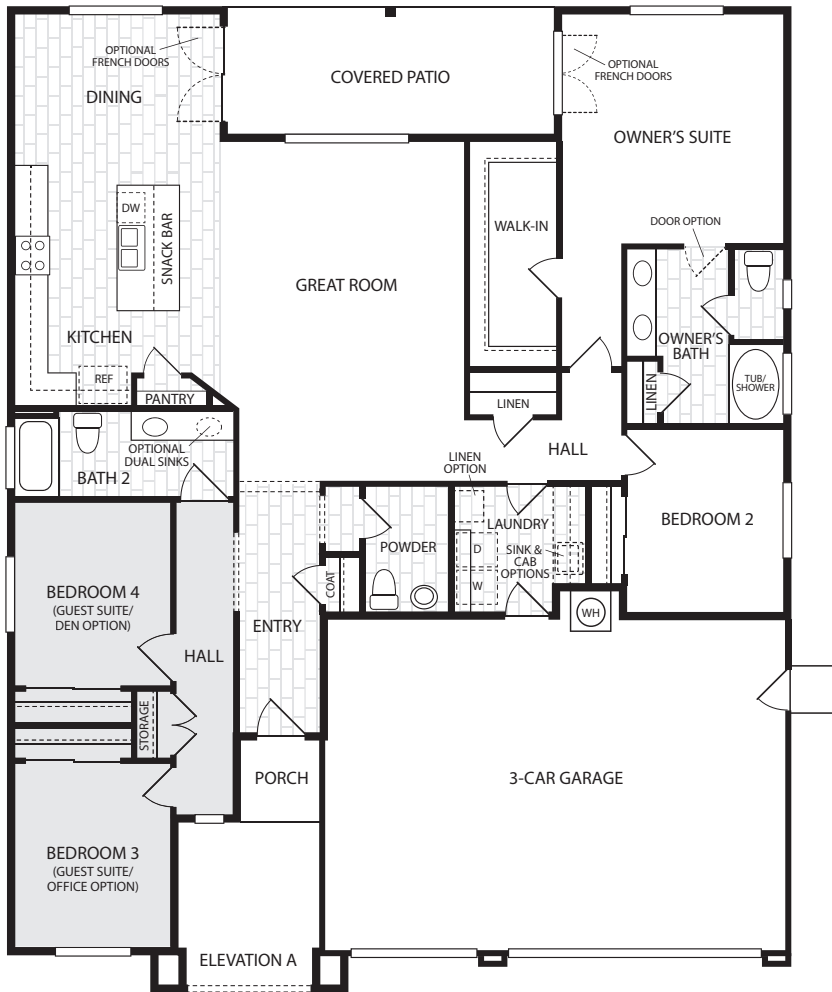 OPTIONAL
FRENCH DOORS
DINING
COVERED PATIO
OPTIONAL
FRENCH DOORS
OWNER'S SUITE
DW
SNACK BAR
WALK-IN
DOOR OPTION
GREAT ROOM
KITCHEN
OWNER'S
BATH
REF
PANTRY
LINEN
LINEN
TUB/
SHOWER
OPTIONAL
DUAL SINKS
BATH 2
LINEN
OPTION
HALL
LAUNDRY
BEDROOM 2
POWDER
D
SINK &
CAB
OPTIONS
W
COAT
BEDROOM 4
(GUEST SUITE/
DEN OPTION)
WH
ENTRY
HALL
STORAGE
PORCH
3-CAR GARAGE
BEDROOM 3
(GUEST SUITE/
OFFICE OPTION)
ELEVATION A